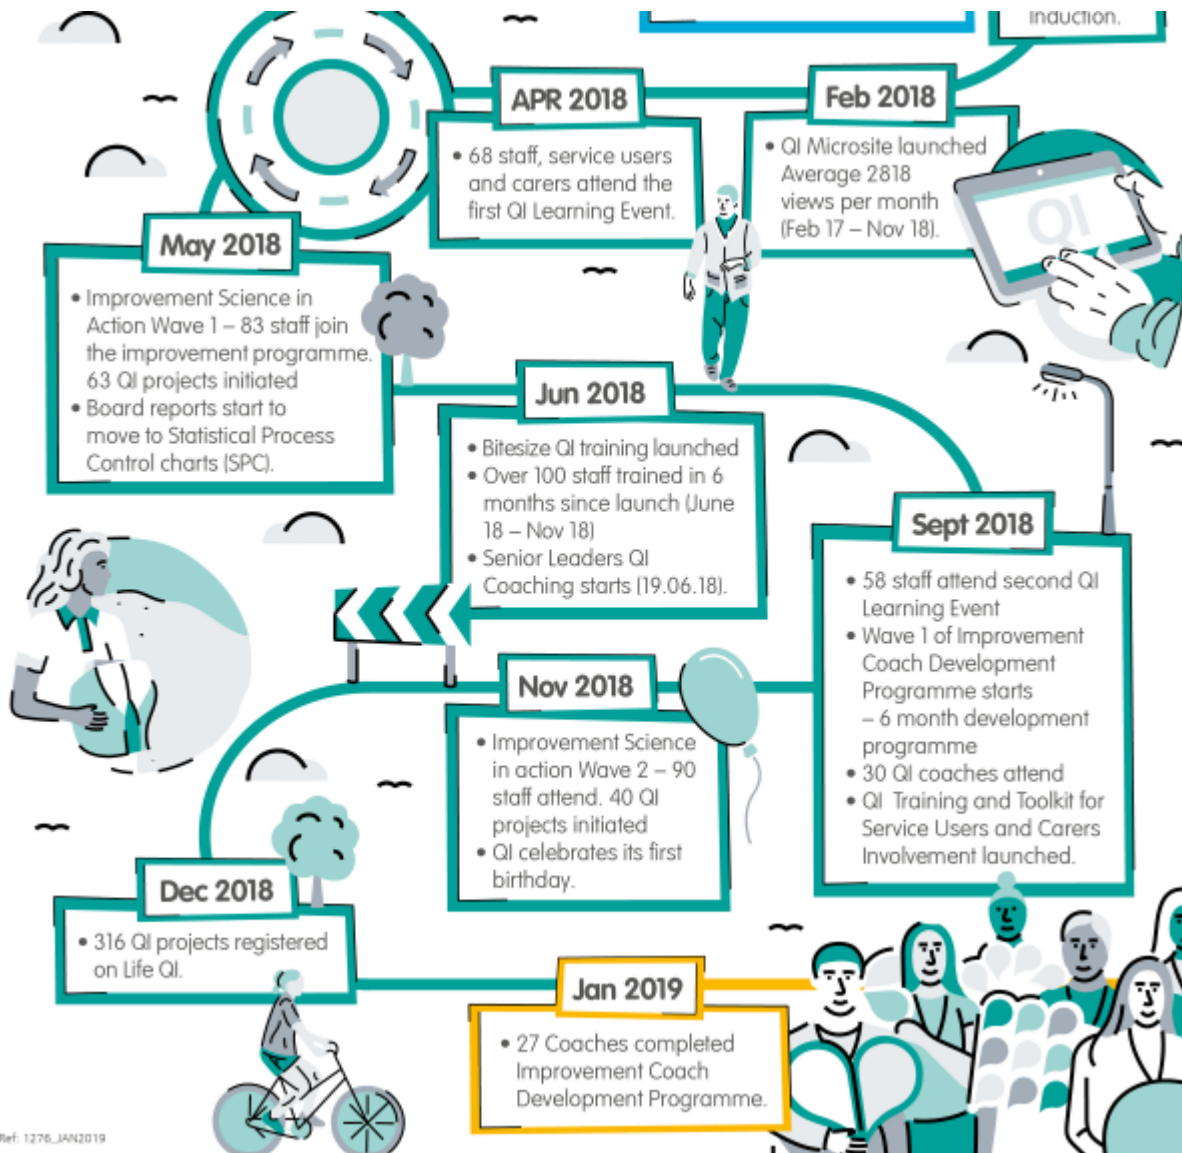 Induction.
Feb 2018
• QI Microsite launched
Average 2818
views per month
(Feb 17 – Nov 18).
QI
APR 2018
• 68 staff, service users
and carers attend the
first QI Learning Event.
May 2018
• Improvement Science in
Action Wave 1 – 83 staff join
the improvement programme.
63 QI projects initiated
• Board reports start to
move to Statistical Process
Control charts (SPC).
Jun 2018
• Bitesize QI training launched
• Over 100 staff trained in 6
months since launch (June
18 – Nov 18)
• Senior Leaders QI
Coaching starts (19.06.18).
Sept 2018
• 58 staff attend second QI
Learning Event
• Wave 1 of Improvement
Coach Development
Programme starts
– 6 month development
programme
• 30 QI coaches attend
• QI Training and Toolkit for
Service Users and Carers
Involvement launched.
Nov 2018
• Improvement Science
in action Wave 2 – 90
staff attend. 40 QI
projects initiated
• QI celebrates its first
birthday.
Dec 2018
• 316 QI projects registered
on Life QI.
Jan 2019
• 27 Coaches completed
Improvement Coach
Development Programme.
Ref: 1276_JAN2019